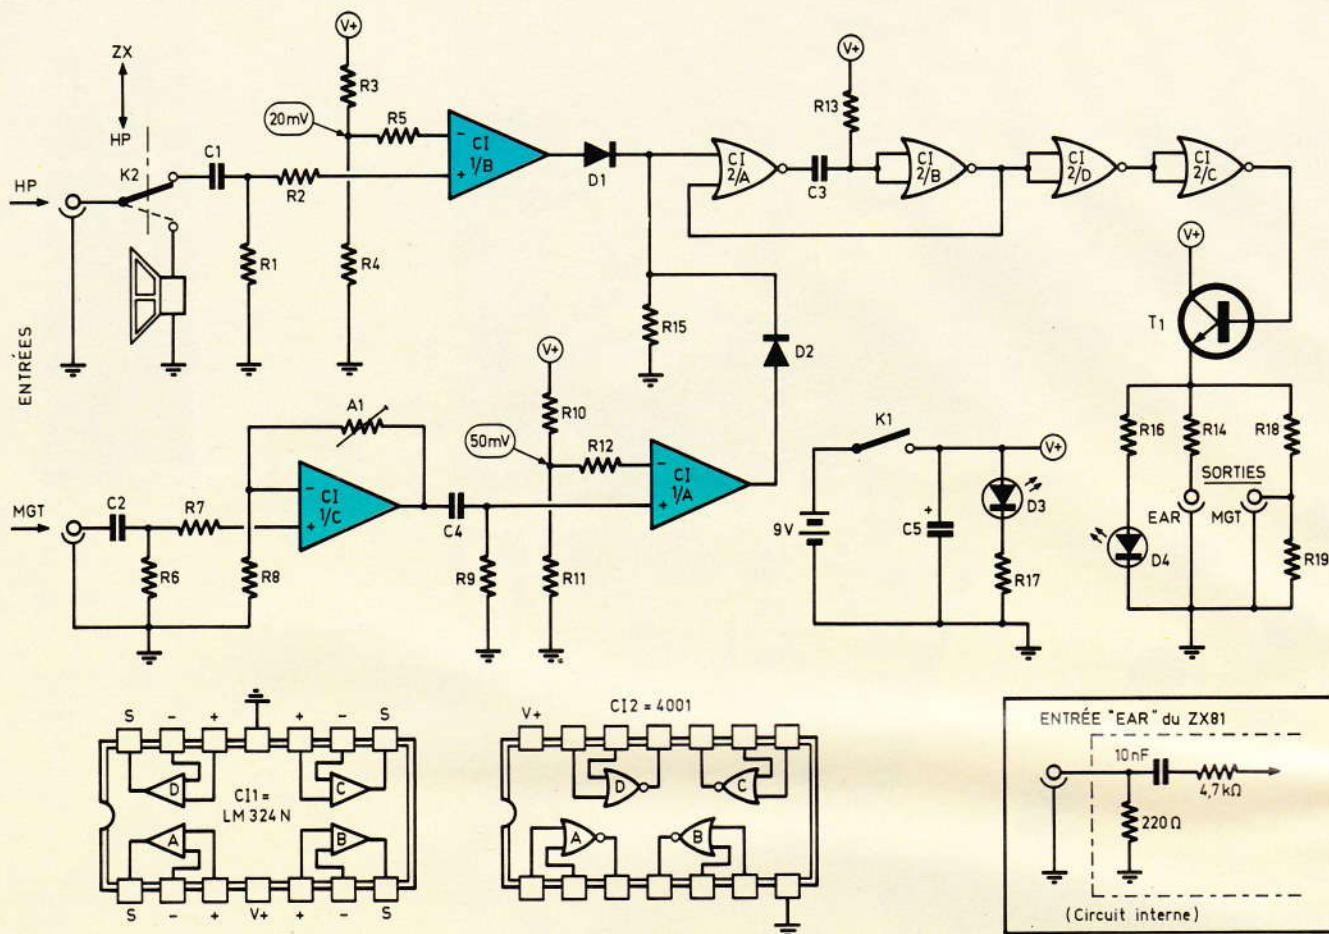 ZX
HP
K2
HP
C1
R2
R1
V+
R3
20mV
R5
R4
CI
1/B
-
+
D1
CI
2/A
C3
V+
R13
CI
2/B
CI
2/D
CI
2/C
R15
D2
V+
T1
R16
R14
R18
SORTIES
EAR
MGT
D4
R19
ENTRÉES
MGT
C2
R7
R6
A1
R8
CI
1/C
-
+
C4
R9
V+
R10
50mV
R12
R11
CI
1/A
-
+
K1
V+
9V
+
C5
D3
R17
S - + + - S
D
C
CI1=
LM 324 N
A
B
S - + V+ + - S
V+
CI2 = 4001
D
C
A
B
ENTRÉE "EAR" du ZX81
10nF
4,7kΩ
220Ω
(Circuit interne)